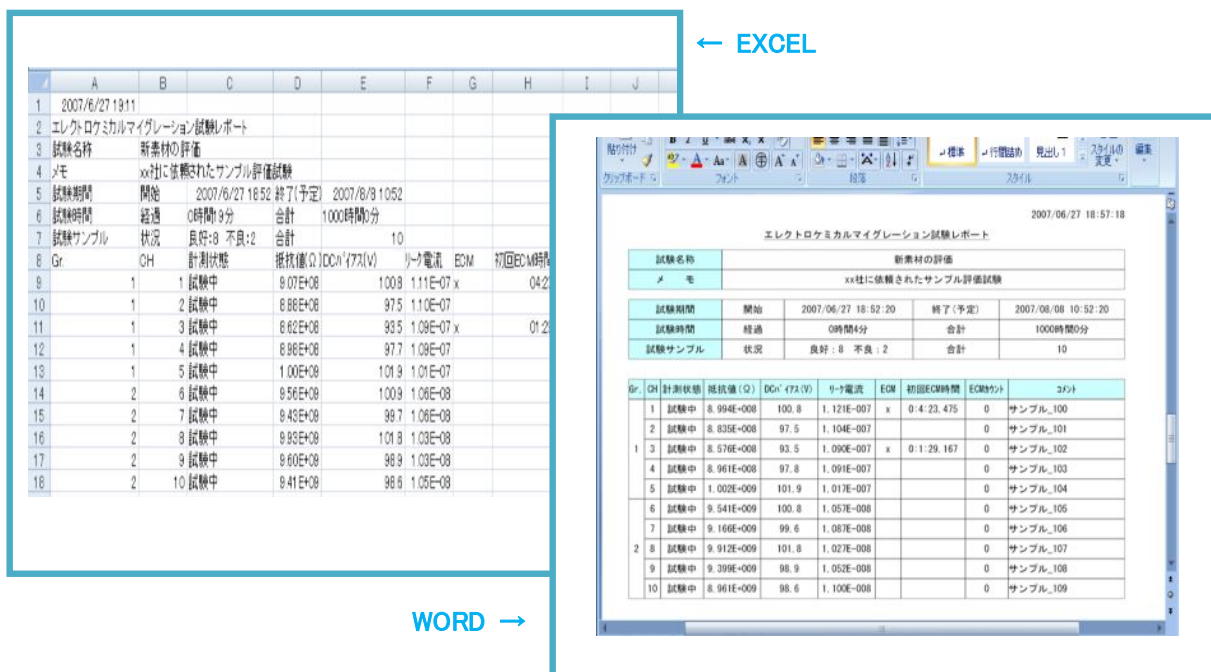 ← EXCEL
A B C D E F G H I J
1 2007/6/27 19:11
2 エレクトロケミカルマイグレーション試験レポート
3 試験名称 新素材の評価
4 メモ xx社に依頼されたサンプル評価試験
5 試験期間 開始 2007/6/27 18:52 終了(予定) 2007/8/8 10:52
6 試験時間 経過 0時間19分 合計 1000時間0分
7 試験サンプル 状況 良好:8 不良:2 合計 10
8 Gr. CH 計測状態 抵抗値(Ω) DCバイアス(V) リーク電流 ECM 初回ECM時間
9 1 1 試験中 9.07E+08 100.8 1.11E-07 x 04:2
10 1 2 試験中 8.88E+08 97.5 1.10E-07
11 1 3 試験中 8.62E+08 93.5 1.09E-07 x 01:2
12 1 4 試験中 8.98E+08 97.7 1.09E-07
13 1 5 試験中 1.00E+09 101.9 1.01E-07
14 2 6 試験中 9.56E+09 100.9 1.06E-08
15 2 7 試験中 9.43E+09 99.7 1.06E-08
16 2 8 試験中 9.93E+09 101.8 1.03E-08
17 2 9 試験中 9.60E+09 98.9 1.03E-08
18 2 10 試験中 9.41E+09 98.6 1.05E-08
WORD →
貼り付け 標準 行間詰め 見出し 1 スタイルの変更 編集
クリップボード フォント 段落 スタイル
2007/06/27 18:57:18
エレクトロケミカルマイグレーション試験レポート
試験名称 新素材の評価
メ モ xx社に依頼されたサンプル評価試験
試験期間 開始 2007/06/27 18:52:20 終了(予定) 2007/08/08 10:52:20
試験時間 経過 0時間4分 合計 1000時間0分
試験サンプル 状況 良好:8 不良:2 合計 10
Gr. CH 計測状態 抵抗値(Ω) DCバイアス(V) リーク電流 ECM 初回ECM時間 ECMカウント コメント
1 試験中 8.994E+008 100.8 1.121E-007 x 0:4:23.475 0 サンプル_100
2 試験中 8.835E+008 97.5 1.104E-007 0 サンプル_101
1 3 試験中 8.576E+008 93.5 1.090E-007 x 0:1:29.167 0 サンプル_102
4 試験中 8.961E+008 97.8 1.091E-007 0 サンプル_103
5 試験中 1.002E+009 101.9 1.017E-007 0 サンプル_104
6 試験中 9.541E+009 100.8 1.057E-008 0 サンプル_105
7 試験中 9.166E+009 99.6 1.087E-008 0 サンプル_106
2 8 試験中 9.912E+009 101.8 1.027E-008 0 サンプル_107
9 試験中 9.399E+009 98.9 1.052E-008 0 サンプル_108
10 試験中 8.961E+009 98.6 1.100E-008 0 サンプル_109